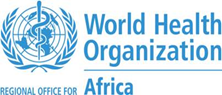 World Health
Organization
REGIONAL OFFICE FOR
Africa